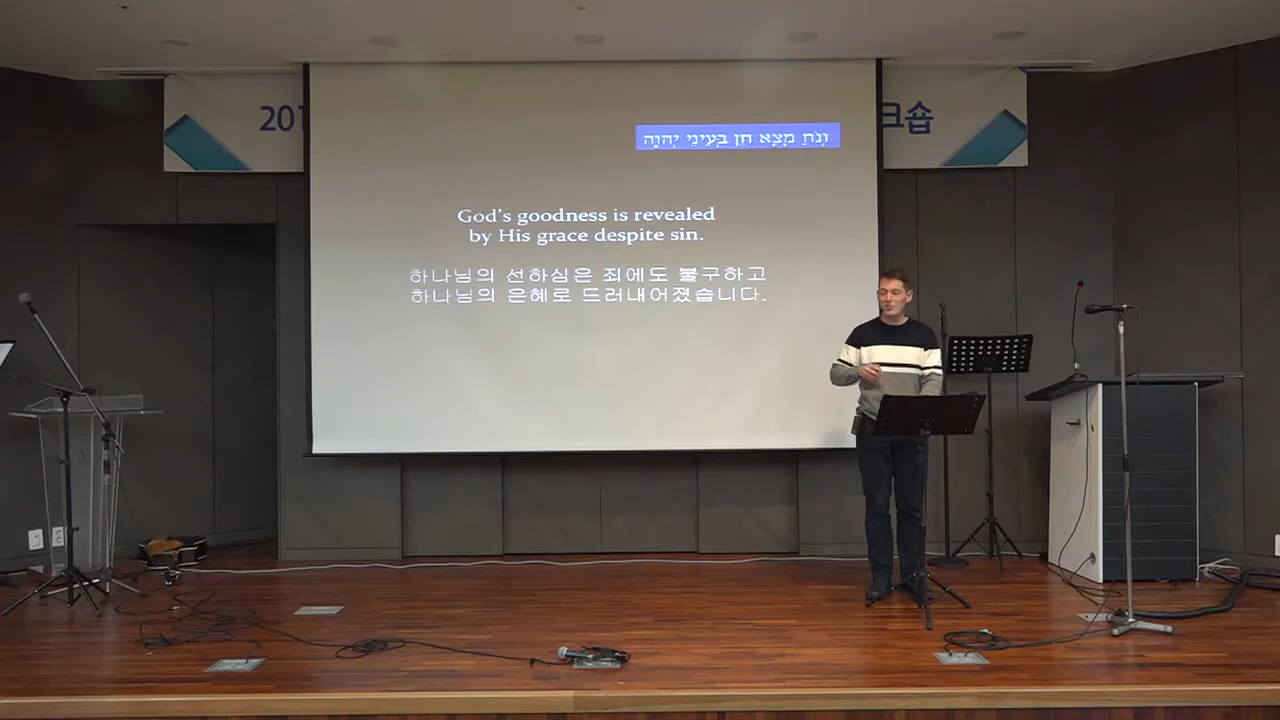 201
크숍
וְנֹחַ מָצָא חֵן בְּעֵינֵי יְהוָה
God's goodness is revealed
by His grace despite sin.
하나님의 선하심은 죄에도 불구하고
하나님의 은혜로 드러내어졌습니다.